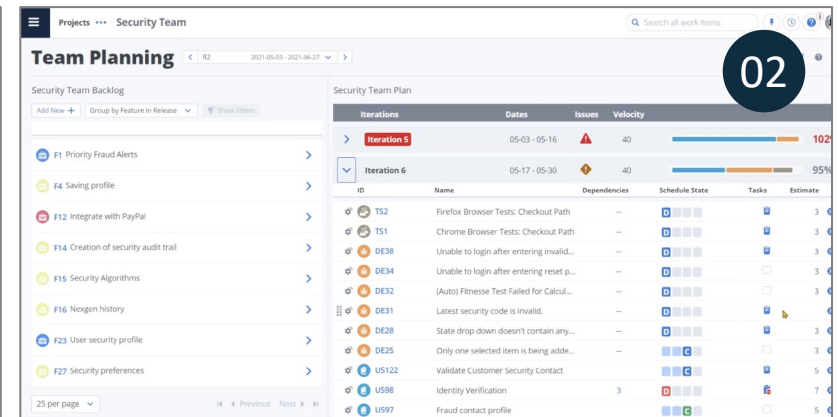 Projects ••• Security Team
Search all work items
Team Planning R2 2021-05-03 - 2021-06-27
02
Security Team Backlog
Add New + Group by Feature in Release Show Filters
F1 Priority Fraud Alerts
F4 Saving profile
F12 Integrate with PayPal
F14 Creation of security audit trail
F15 Security Algorithms
F16 Nexgen history
F23 User security profile
F27 Security preferences
25 per page Previous Next
Security Team Plan
Iterations Dates Issues Velocity
Iteration 5 05-03 - 05-16 40 102%
Iteration 6 05-17 - 05-30 40 95%
ID Name Dependencies Schedule State Tasks Estimate
TS2 Firefox Browser Tests: Checkout Path -- D 3
TS1 Chrome Browser Tests: Checkout Path -- D 3
DE38 Unable to login after entering invalid... -- D 3
DE34 Unable to login after entering reset p... -- D 3
DE32 (Auto) Fitnesse Test Failed for Calcul... -- D 3
DE31 Latest security code is invalid. -- D
DE28 State drop down doesn't contain any... -- D 3
DE25 Only one selected item is being adde... -- C 3
US122 Validate Customer Security Contact C 5
US98 Identity Verification 3 D 7
US97 Fraud contact profile C 5